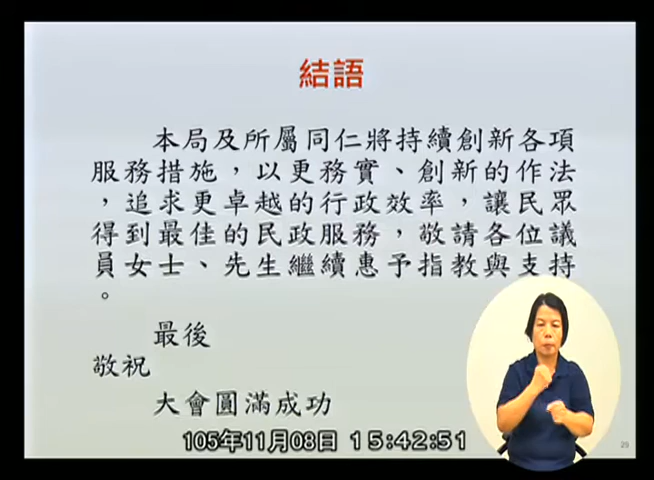 結語
本局及所屬同仁將持續創新各項
服務措施，以更務實、創新的作法
，追求更卓越的行政效率，讓民眾
得到最佳的民政服務，敬請各位議
員女士、先生繼續惠予指教與支持
。
最後
敬祝
大會圓滿成功
105年11月08日 15:42:51
29